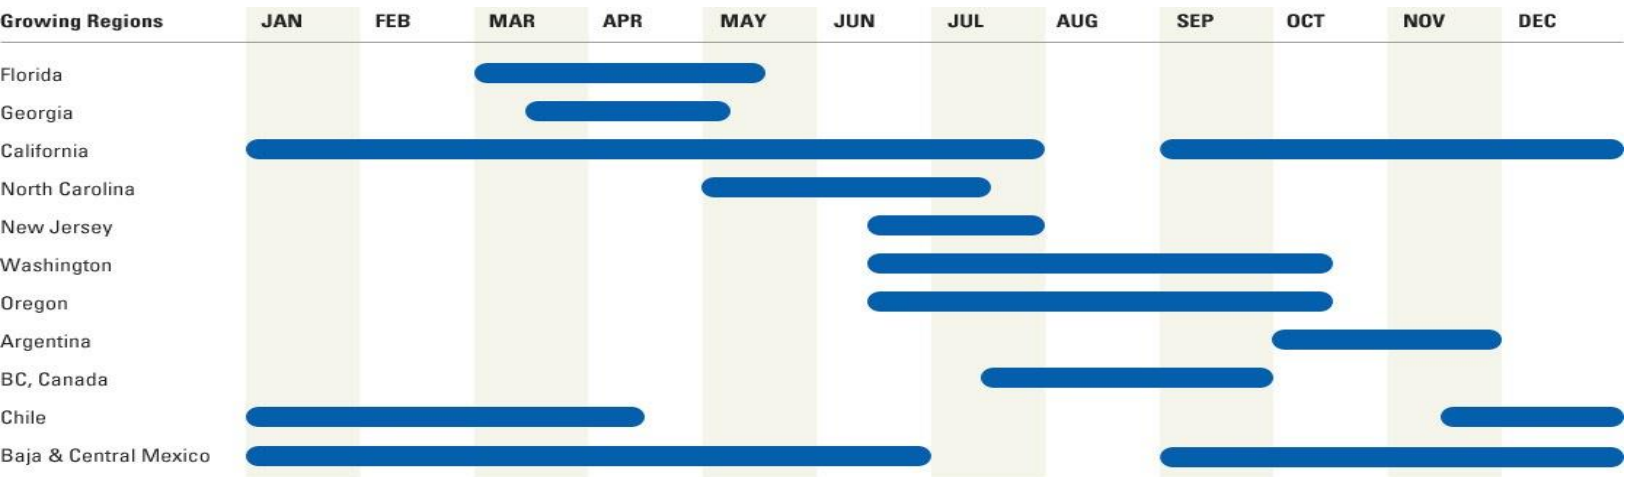 Growing Regions JAN FEB MAR APR MAY JUN JUL AUG SEP OCT NOV DEC
Florida
Georgia
California
North Carolina
New Jersey
Washington
Oregon
Argentina
BC, Canada
Chile
Baja & Central Mexico